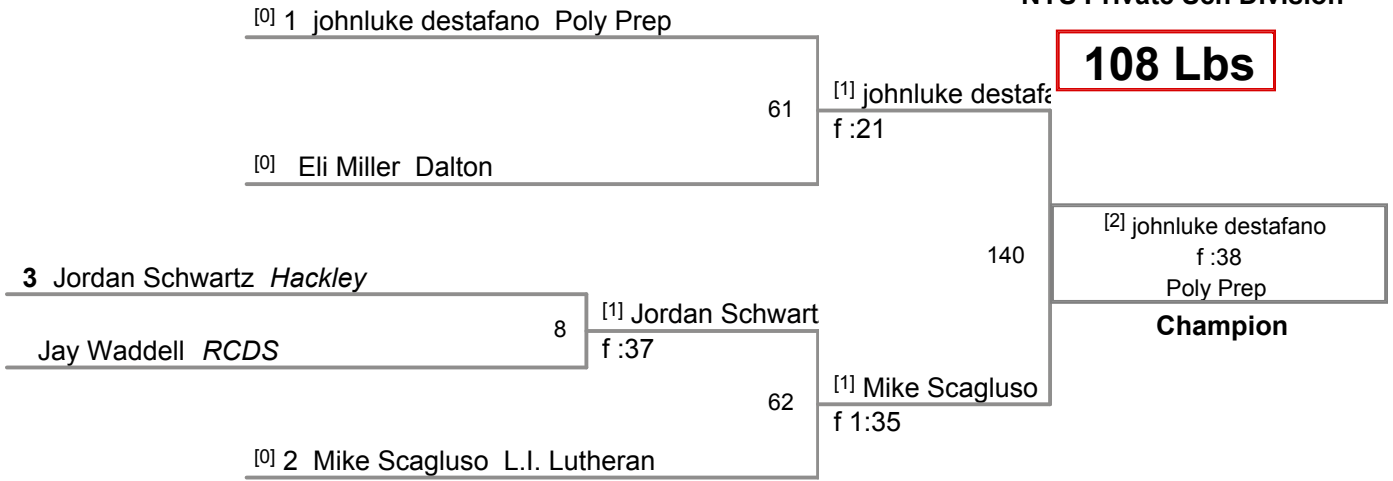 NYS Private Sch Division
108 Lbs
[0] 1 johnluke destafano Poly Prep
61
[1] johnluke destafa
f :21
[0] Eli Miller Dalton
140
[2] johnluke destafano
f :38
Poly Prep
Champion
3 Jordan Schwartz Hackley
8
[1] Jordan Schwart
f :37
Jay Waddell RCDS
62
[1] Mike Scagluso
f 1:35
[0] 2 Mike Scagluso L.I. Lutheran